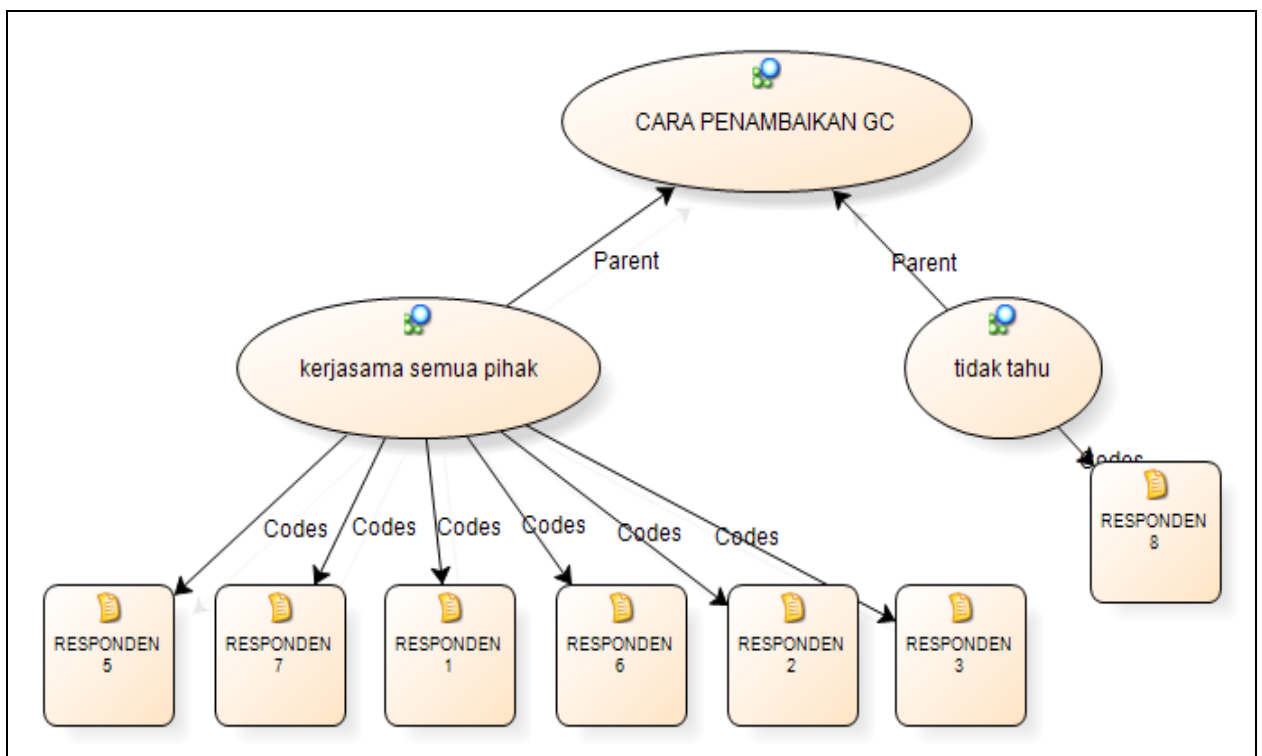 CARA PENAMBAIKAN GC
Parent
Parent
kerjasama semua pihak
tidak tahu
Codes
Codes
Codes
Codes
Codes
Codes
Codes
RESPONDEN
8
RESPONDEN
5
RESPONDEN
7
RESPONDEN
1
RESPONDEN
6
RESPONDEN
2
RESPONDEN
3